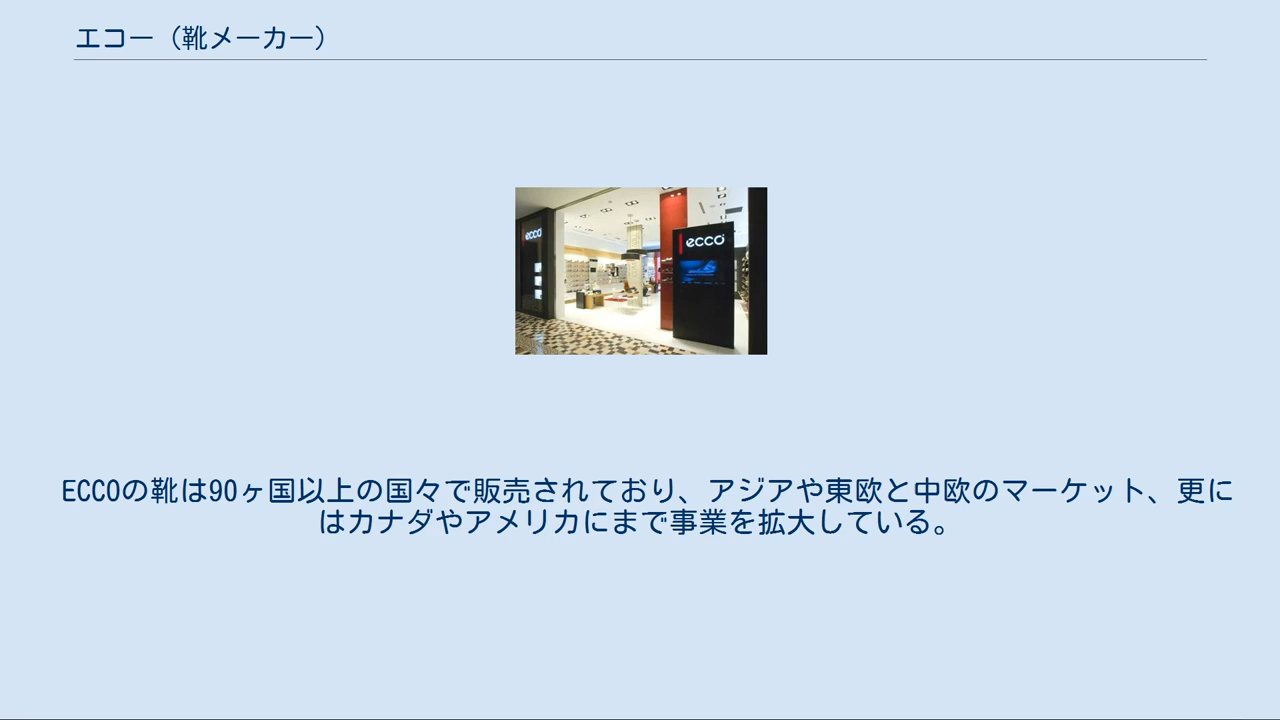 エコー（靴メーカー）
ecco
ecco
ECCOの靴は90ヶ国以上の国々で販売されており、アジアや東欧と中欧のマーケット、更に
はカナダやアメリカにまで事業を拡大している。